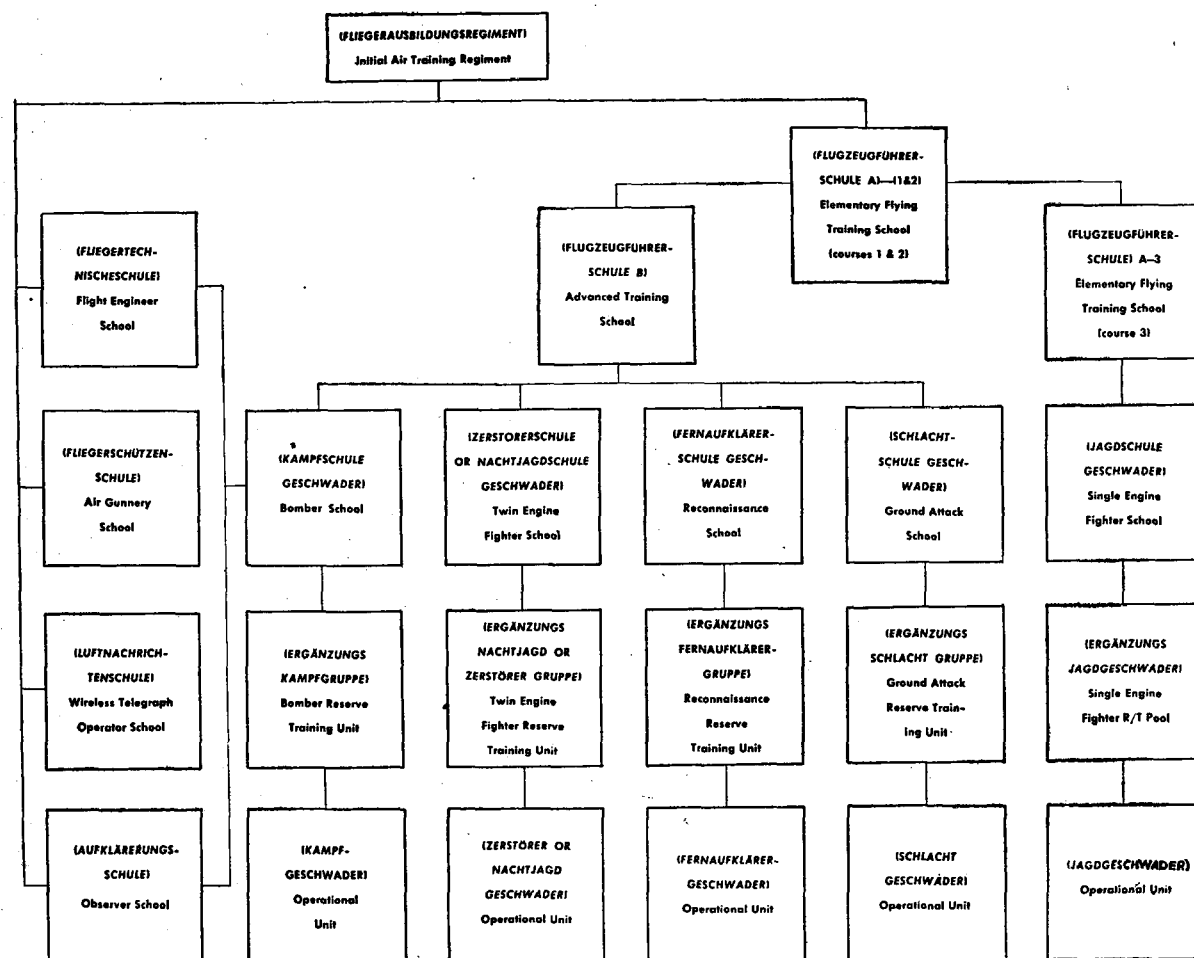 (FLIEGERAUSBILDUNGSREGIMENT)
Initial Air Training Regiment
(FLUGZEUGFÜHRER-
SCHULE A)—(1&2)
Elementary Flying
Training School
(courses 1 & 2)
(FLIEGERTECH-
NISCHESCHULE)
Flight Engineer
School
(FLUGZEUGFÜHRER-
SCHULE B)
Advanced Training
School
(FLUGZEUGFÜHRER-
SCHULE) A—3
Elementary Flying
Training School
(course 3)
(FLIEGERSCHÜTZEN-
SCHULE)
Air Gunnery
School
(KAMPFSCHULE
GESCHWADER)
Bomber School
(ZERSTORERSCHULE
OR NACHTJAGDSCHULE
GESCHWADER)
Twin Engine
Fighter School
(FERNAUFKLÄRER-
SCHULE GESCH-
WADER)
Reconnaissance
School
(SCHLACHT-
SCHULE GESCH-
WADER)
Ground Attack
School
(JAGDSCHULE
GESCHWADER)
Single Engine
Fighter School
(LUFTNACHRICH-
TENSCHULE)
Wireless Telegraph
Operator School
(ERGÄNZUNGS
KAMPFGRUPPE)
Bomber Reserve
Training Unit
(ERGÄNZUNGS
NACHTJAGD OR
ZERSTÖRER GRUPPE)
Twin Engine
Fighter Reserve
Training Unit
(ERGÄNZUNGS
FERNAUFKLÄRER-
GRUPPE)
Reconnaissance
Reserve
Training Unit
(ERGÄNZUNGS
SCHLACHT GRUPPE)
Ground Attack
Reserve Train-
ing Unit
(ERGÄNZUNGS
JAGDGESCHWADER)
Single Engine
Fighter R/T Pool
(AUFKLÄRERUNGS-
SCHULE)
Observer School
(KAMPF-
GESCHWADER)
Operational
Unit
(ZERSTÖRER OR
NACHTJAGD
GESCHWADER)
Operational Unit
(FERNAUFKLÄRER-
GESCHWADER)
Operational Unit
(SCHLACHT
GESCHWADER)
Operational Unit
(JAGDGESCHWADER)
Operational Unit